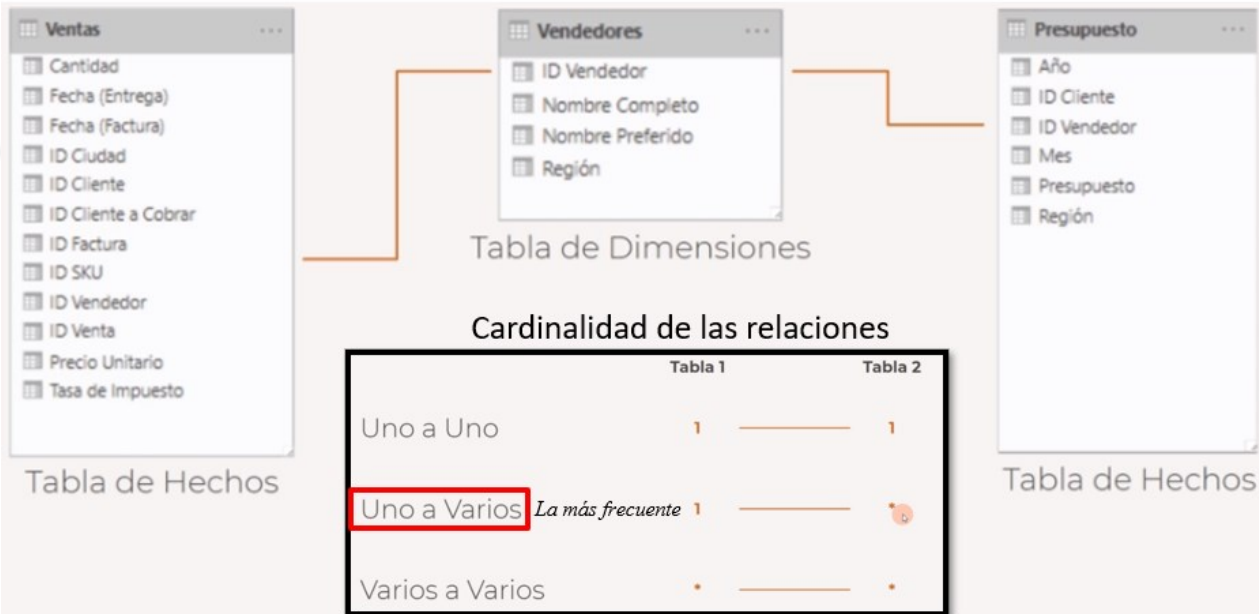 Ventas
Cantidad
Fecha (Entrega)
Fecha (Factura)
ID Ciudad
ID Cliente
ID Cliente a Cobrar
ID Factura
ID SKU
ID Vendedor
ID Venta
Precio Unitario
Tasa de Impuesto
Tabla de Hechos
Vendedores
ID Vendedor
Nombre Completo
Nombre Preferido
Región
Tabla de Dimensiones
Presupuesto
Año
ID Cliente
ID Vendedor
Mes
Presupuesto
Región
Tabla de Hechos
Cardinalidad de las relaciones
Tabla 1 Tabla 2
Uno a Uno 1 1
Uno a Varios La más frecuente 1 *
Varios a Varios * *